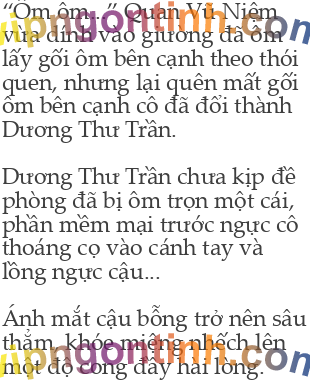 “Ôm ôm...” Quan Vũ Niệm
vừa dính vào giường đã ôm
lấy gối ôm bên cạnh theo thói
quen, nhưng lại quên mất gối
ôm bên cạnh cô đã đổi thành
Dương Thư Trần.

Dương Thư Trần chưa kịp đề
phòng đã bị ôm trọn một cái,
phần mềm mại trước ngực cô
thoáng cọ vào cánh tay và
lồng ngực cậu...

Ánh mắt cậu bỗng trở nên sâu
thẳm, khóe miệng nhếch lên
một độ cong đầy hài lòng.
vipngontinh.com
vipngontinh.com